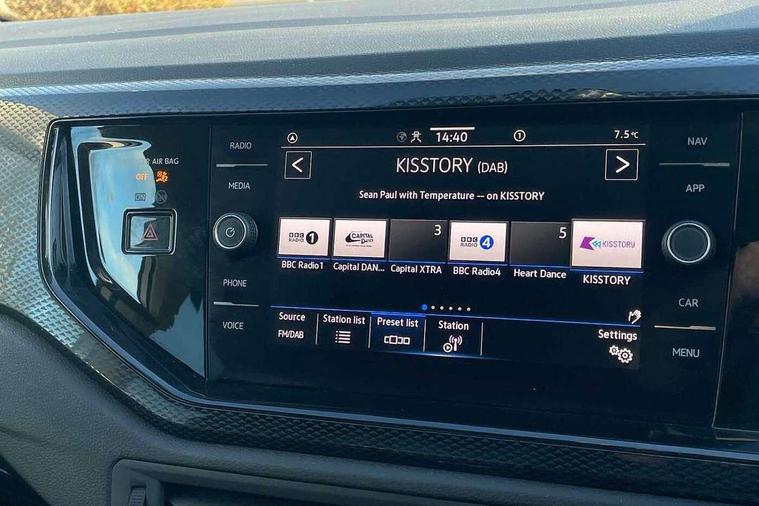 14:40
1
7.5°C
RADIO
NAV
KISSTORY (DAB)
AIR BAG
OFF
MEDIA
APP
Sean Paul with Temperature -- on KISSTORY
ON
BBC
RADIO 1
CAPITAL
DANCE
3
BBC
RADIO 4
5
KISSTORY
BBC Radio1
Capital DAN...
Capital XTRA
BBC Radio4
Heart Dance
KISSTORY
PHONE
CAR
VOICE
MENU
Source
Station list
Preset list
Station
Settings
FM/DAB